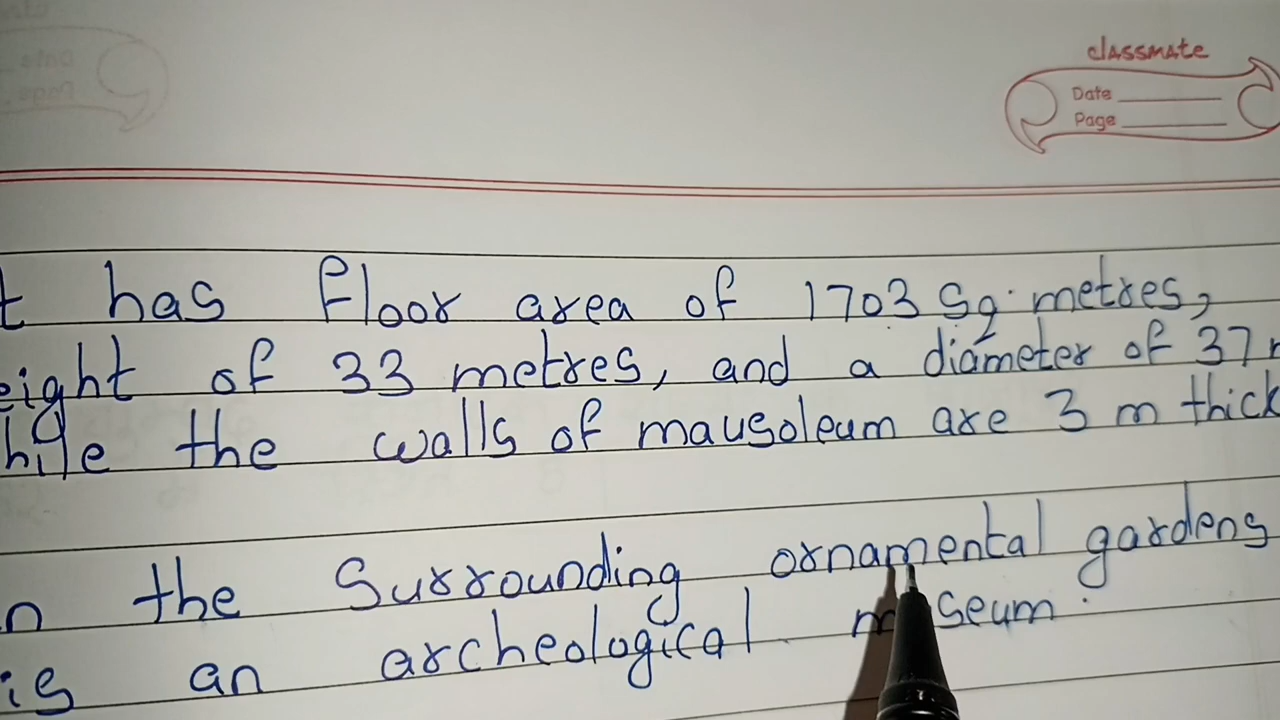 classmate
Date
Page
t has floor area of 1703 sq. metres,
eight of 33 metres, and a diameter of 37 m
hile the walls of mausoleum are 3 m thick
n the surrounding ornamental gardens
is an archeological museum.